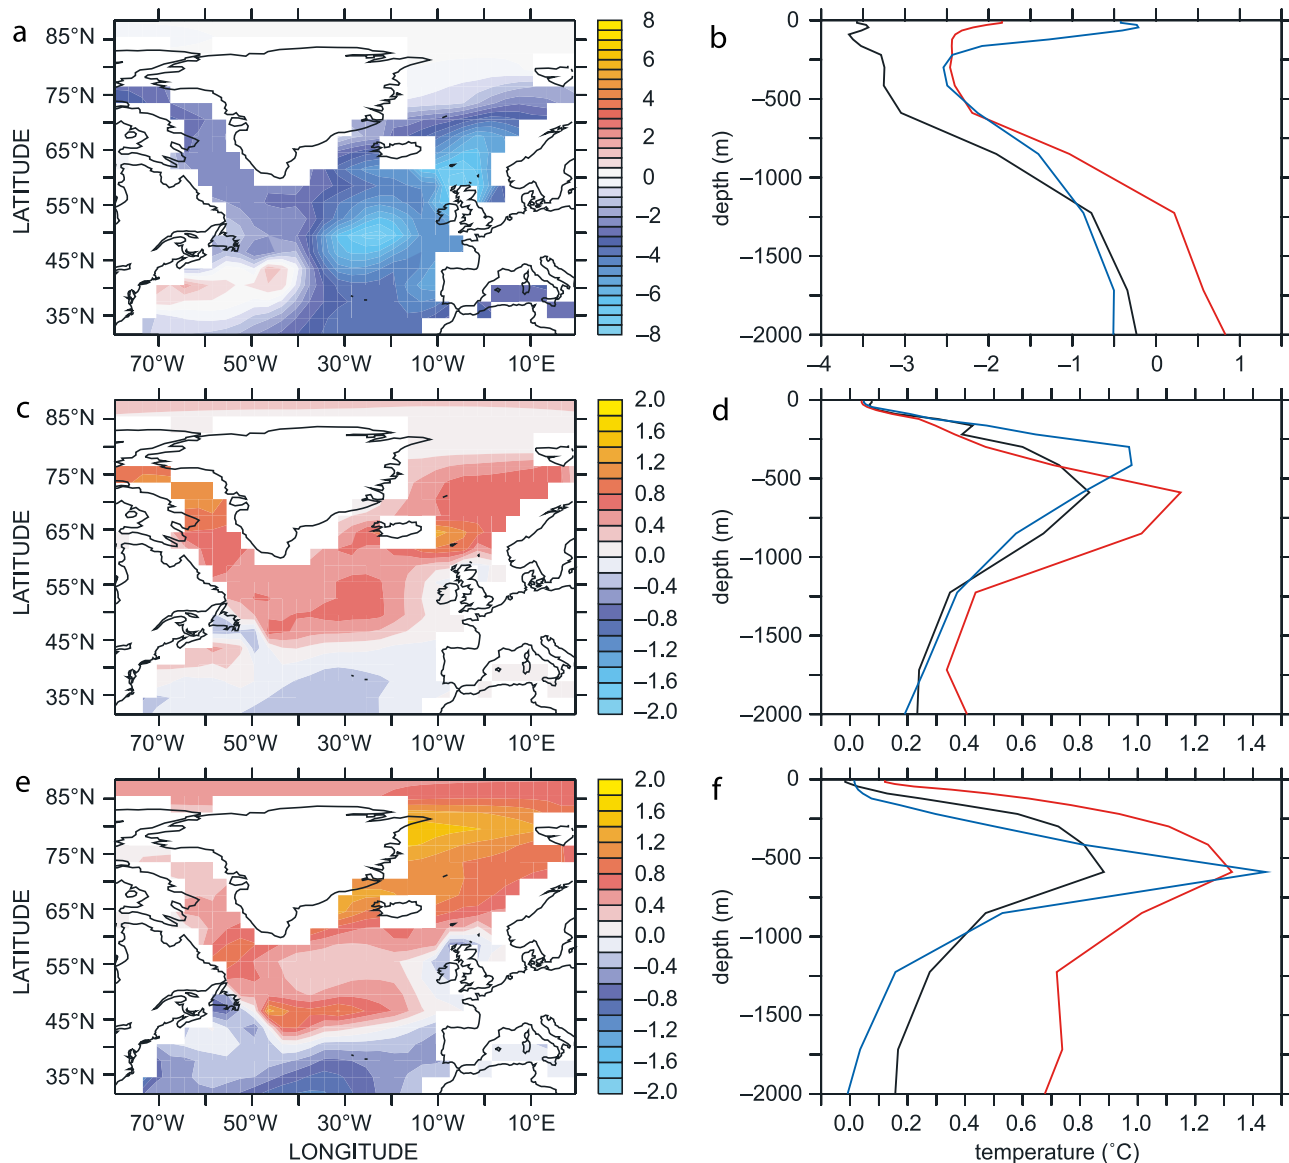 a
85°N
75°N
65°N
55°N
45°N
35°N
LATITUDE
70°W 50°W 30°W 10°W 10°E
8
6
4
2
0
–2
–4
–6
–8
b
0
–500
–1000
–1500
–2000
depth (m)
–4 –3 –2 –1 0 1
c
85°N
75°N
65°N
55°N
45°N
35°N
LATITUDE
70°W 50°W 30°W 10°W 10°E
2.0
1.6
1.2
0.8
0.4
0.0
–0.4
–0.8
–1.2
–1.6
–2.0
d
0
–500
–1000
–1500
–2000
depth (m)
0.0 0.2 0.4 0.6 0.8 1.0 1.2 1.4
e
85°N
75°N
65°N
55°N
45°N
35°N
LATITUDE
70°W 50°W 30°W 10°W 10°E
LONGITUDE
2.0
1.6
1.2
0.8
0.4
0.0
–0.4
–0.8
–1.2
–1.6
–2.0
f
0
–500
–1000
–1500
–2000
depth (m)
0.0 0.2 0.4 0.6 0.8 1.0 1.2 1.4
temperature (˚C)